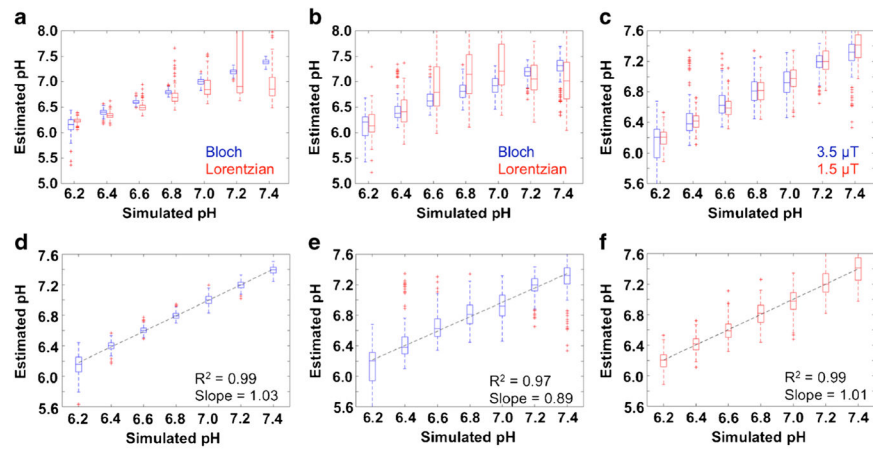 a
8.0
7.5
7.0
6.5
6.0
5.5
5.0
Estimated pH
Bloch
Lorentzian
6.2 6.4 6.6 6.8 7.0 7.2 7.4
Simulated pH
b
8.0
7.5
7.0
6.5
6.0
5.5
5.0
Estimated pH
Bloch
Lorentzian
6.2 6.4 6.6 6.8 7.0 7.2 7.4
Simulated pH
c
7.6
7.2
6.8
6.4
6.0
5.6
Estimated pH
3.5 µT
1.5 µT
6.2 6.4 6.6 6.8 7.0 7.2 7.4
Simulated pH
d
7.6
7.2
6.8
6.4
6.0
5.6
Estimated pH
R² = 0.99
Slope = 1.03
6.2 6.4 6.6 6.8 7.0 7.2 7.4
Simulated pH
e
7.6
7.2
6.8
6.4
6.0
5.6
Estimated pH
R² = 0.97
Slope = 0.89
6.2 6.4 6.6 6.8 7.0 7.2 7.4
Simulated pH
f
7.6
7.2
6.8
6.4
6.0
5.6
Estimated pH
R² = 0.99
Slope = 1.01
6.2 6.4 6.6 6.8 7.0 7.2 7.4
Simulated pH